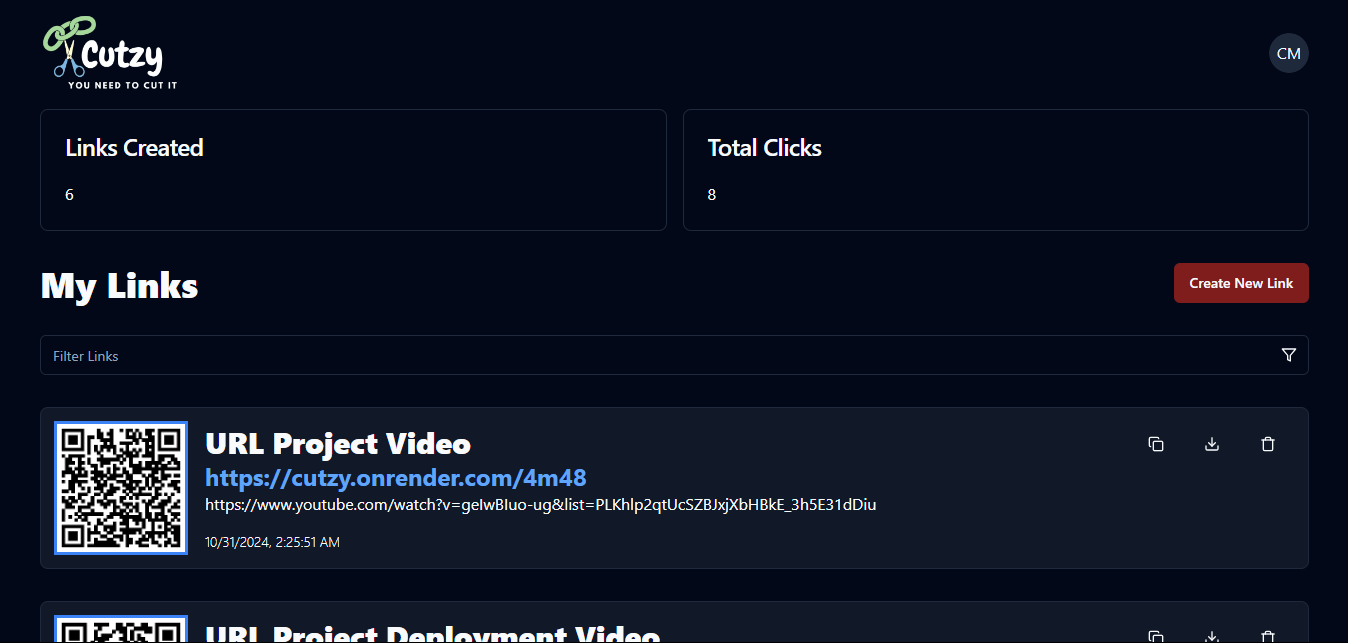 Cutzy
YOU NEED TO CUT IT
CM
Links Created
6
Total Clicks
8
My Links
Create New Link
Filter Links
URL Project Video
https://cutzy.onrender.com/4m48
https://www.youtube.com/watch?v=geIwBIuo-ug&list=PLKhlp2qtUcSZBJxjXbHBkE_3h5E31dDiu
10/31/2024, 2:25:51 AM
URL Project Deployment Video